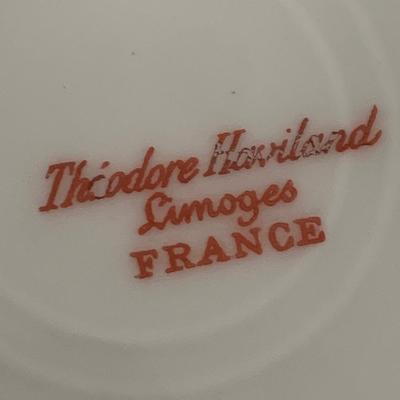 Théodore Haviland
Limoges
FRANCE